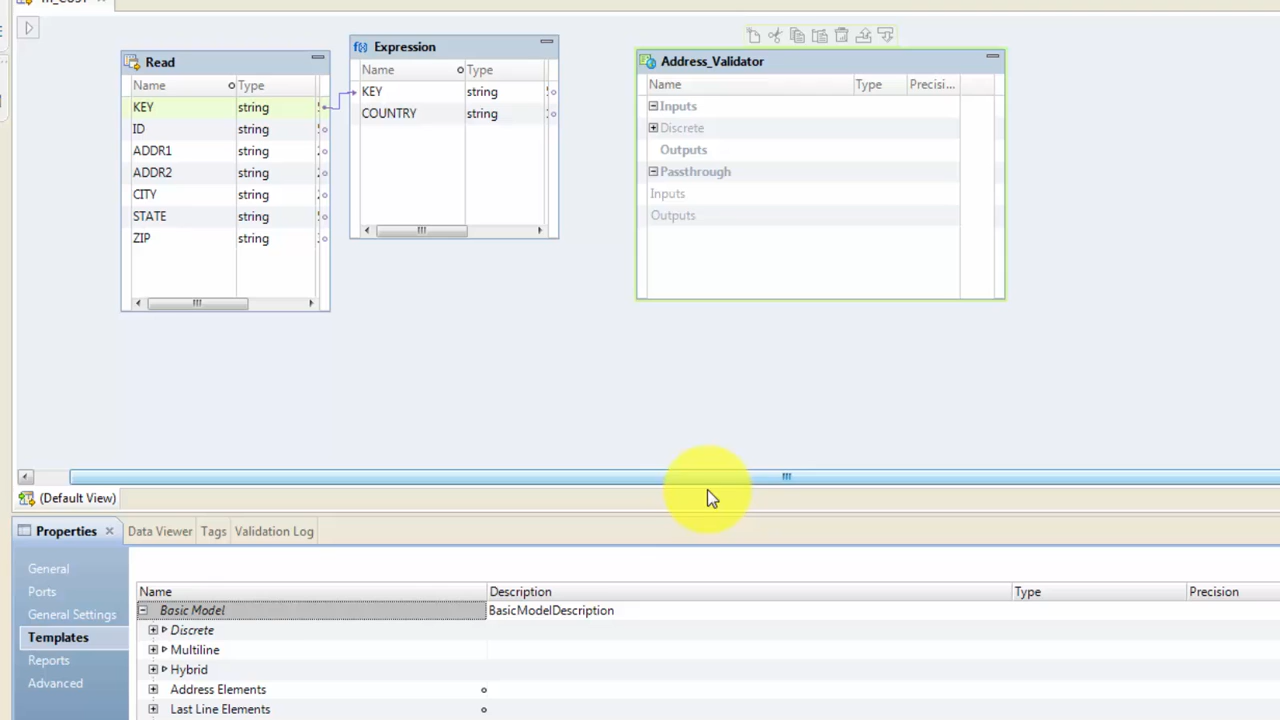 Read
Name Type
KEY string
ID string
ADDR1 string
ADDR2 string
CITY string
STATE string
ZIP string
Expression
Name Type
KEY string
COUNTRY string
Address_Validator
Name Type Precisi...
Inputs
Discrete
Outputs
Passthrough
Inputs
Outputs
(Default View)
Properties Data Viewer Tags Validation Log
General
Ports
General Settings
Templates
Reports
Advanced
Name Description Type Precision
Basic Model BasicModelDescription
Discrete
Multiline
Hybrid
Address Elements
Last Line Elements